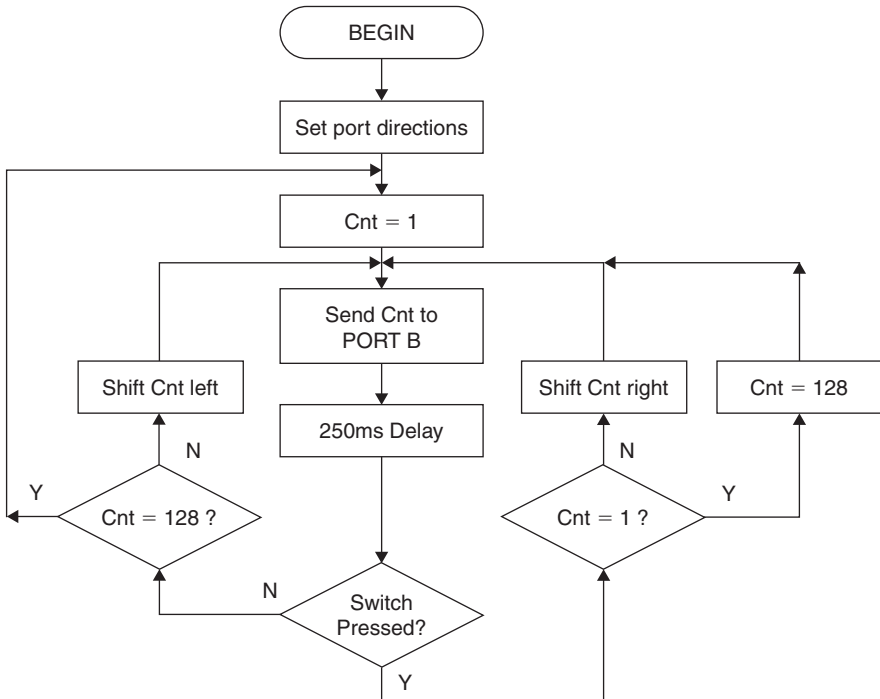 BEGIN
Set port directions
Cnt = 1
Send Cnt to
PORT B
Shift Cnt left
250ms Delay
Shift Cnt right
Cnt = 128
N
N
Y
Y
Cnt = 128 ?
Cnt = 1 ?
N
Switch
Pressed?
Y